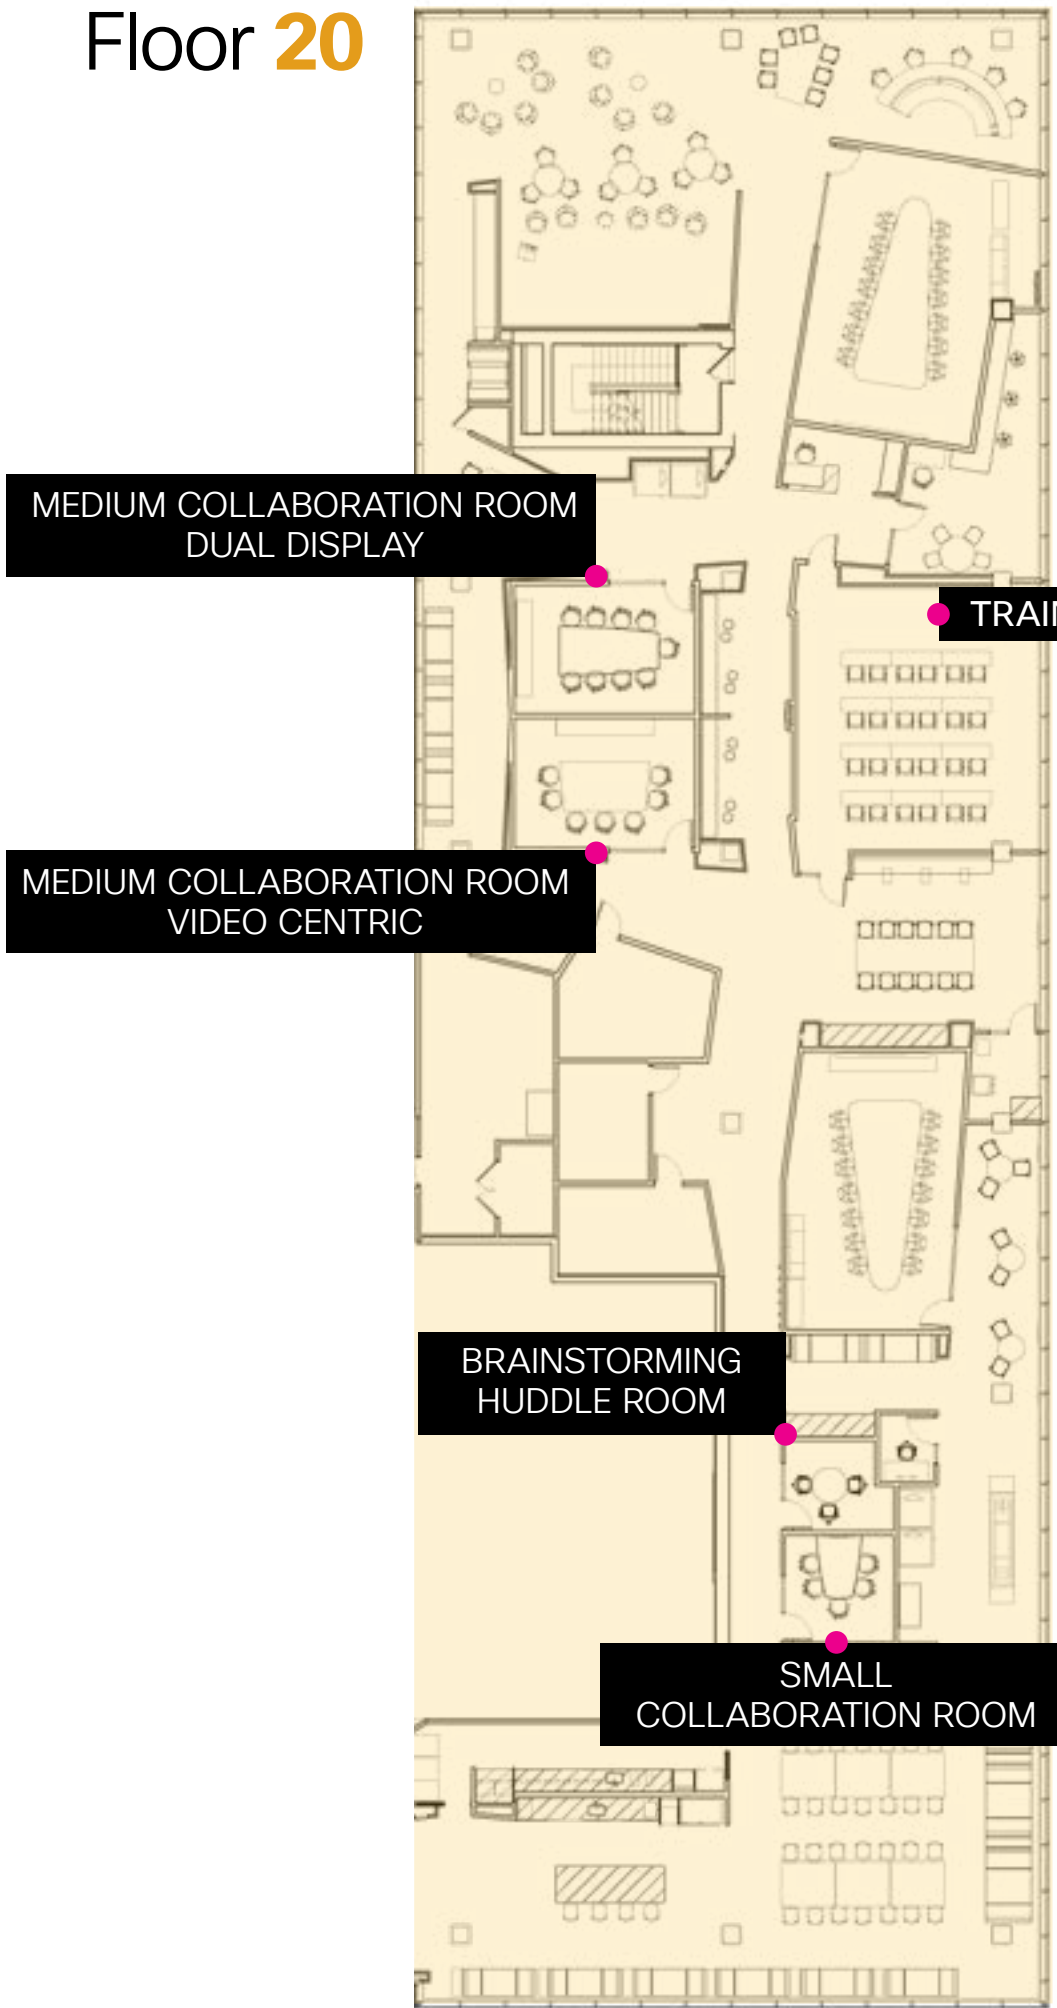 Floor 20
MEDIUM COLLABORATION ROOM
DUAL DISPLAY
MEDIUM COLLABORATION ROOM
VIDEO CENTRIC
BRAINSTORMING
HUDDLE ROOM
SMALL
COLLABORATION ROOM